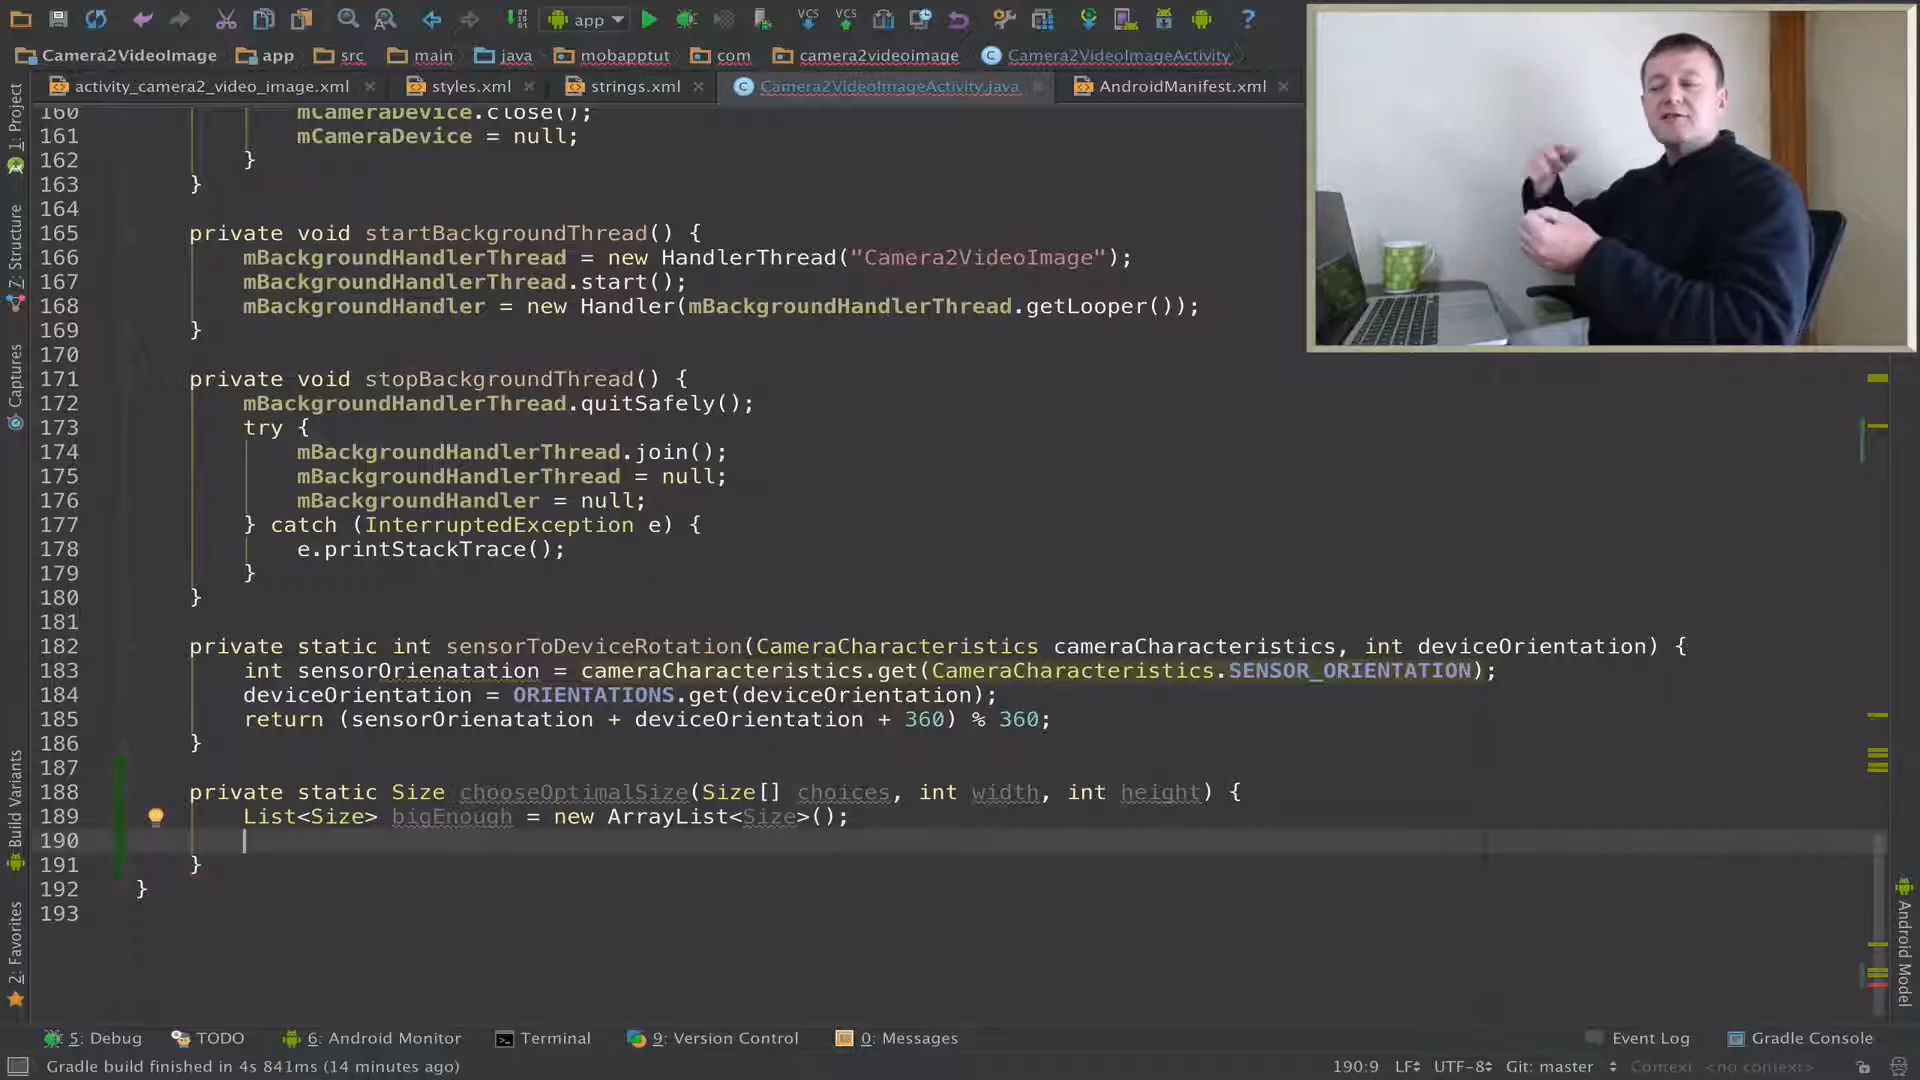 app
VCS
VCS
Camera2VideoImage app src main java mobapptut com camera2videoimage Camera2VideoImageActivity
activity_camera2_video_image.xml styles.xml strings.xml Camera2VideoImageActivity.java AndroidManifest.xml
1: Project
7: Structure
Captures
Build Variants
2: Favorites
160 mCameraDevice.close();
161 mCameraDevice = null;
162 }
163 }
164
165 private void startBackgroundThread() {
166 mBackgroundHandlerThread = new HandlerThread("Camera2VideoImage");
167 mBackgroundHandlerThread.start();
168 mBackgroundHandler = new Handler(mBackgroundHandlerThread.getLooper());
169 }
170
171 private void stopBackgroundThread() {
172 mBackgroundHandlerThread.quitSafely();
173 try {
174 mBackgroundHandlerThread.join();
175 mBackgroundHandlerThread = null;
176 mBackgroundHandler = null;
177 } catch (InterruptedException e) {
178 e.printStackTrace();
179 }
180 }
181
182 private static int sensorToDeviceRotation(CameraCharacteristics cameraCharacteristics, int deviceOrientation) {
183 int sensorOrienatation = cameraCharacteristics.get(CameraCharacteristics.SENSOR_ORIENTATION);
184 deviceOrientation = ORIENTATIONS.get(deviceOrientation);
185 return (sensorOrienatation + deviceOrientation + 360) % 360;
186 }
187
188 private static Size chooseOptimalSize(Size[] choices, int width, int height) {
189 List<Size> bigEnough = new ArrayList<Size>();
190
191 }
192 }
193
Android Model
5: Debug TODO 6: Android Monitor Terminal 9: Version Control 0: Messages Event Log Gradle Console
Gradle build finished in 4s 841ms (14 minutes ago) 190:9 LF UTF-8 Git: master Context: <no context>